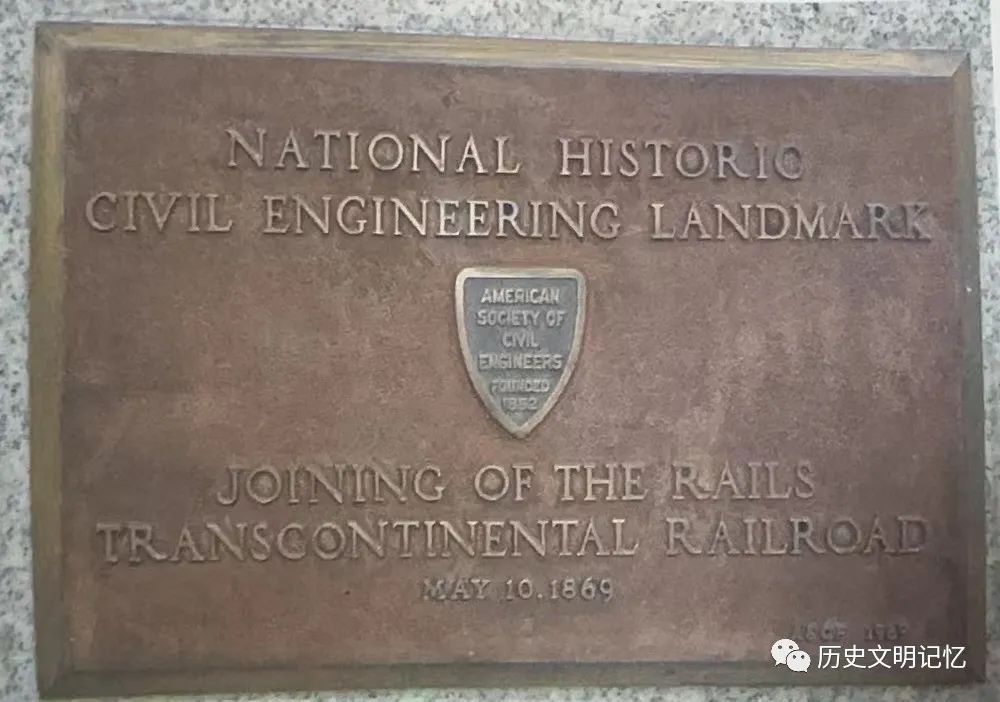 NATIONAL HISTORIC
CIVIL ENGINEERING LANDMARK
AMERICAN
SOCIETY OF
CIVIL
ENGINEERS
FOUNDED
1852
JOINING OF THE RAILS
TRANSCONTINENTAL RAILROAD
MAY 10.1869
历史文明记忆